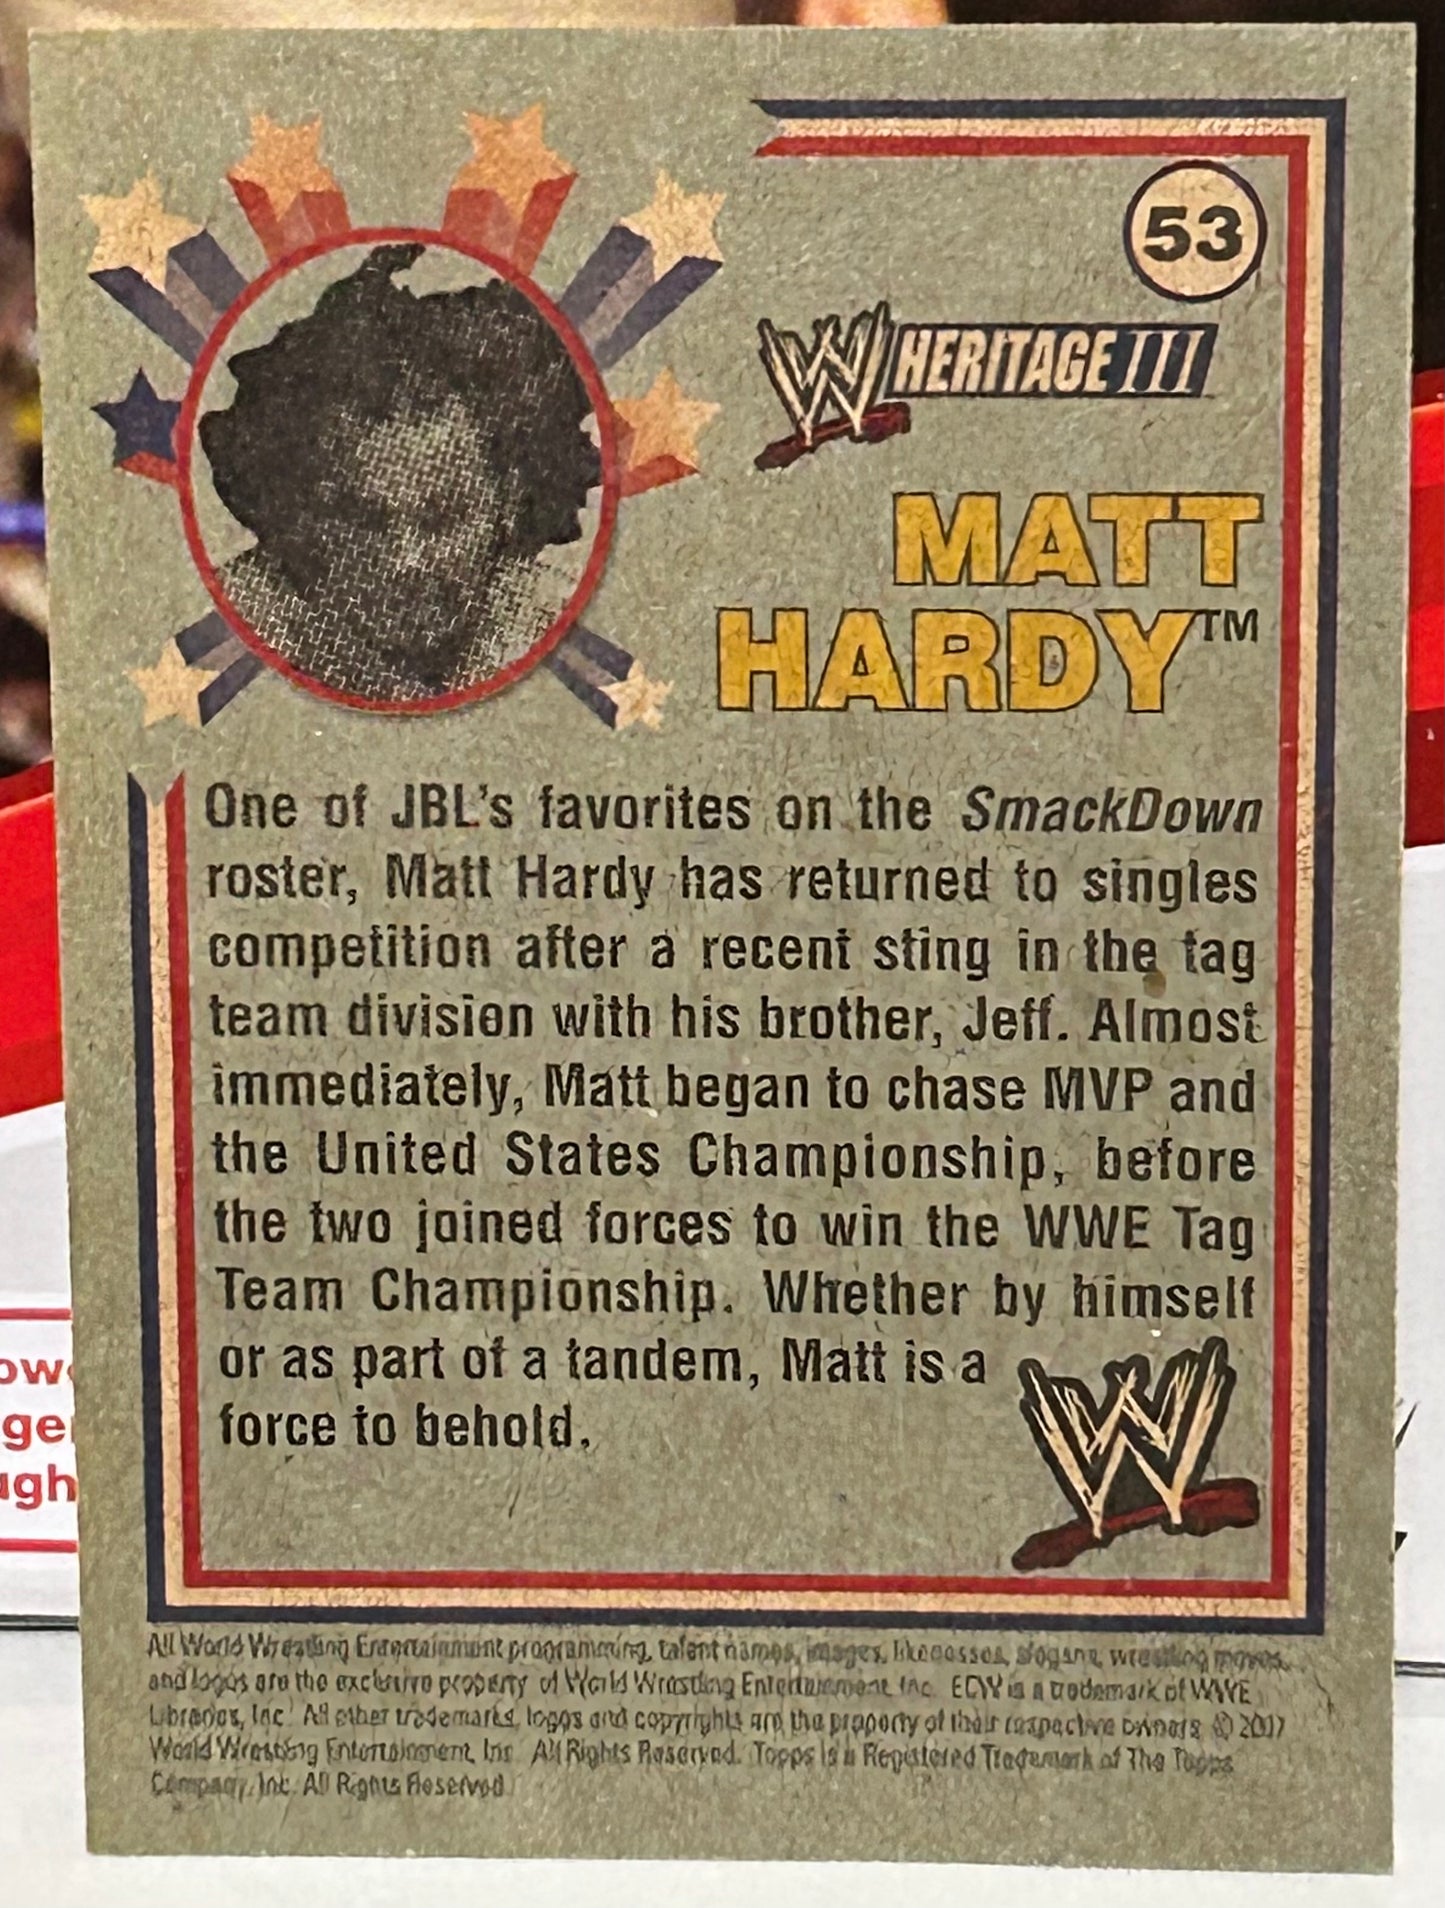 53
W HERITAGE III
MATT
HARDY™
One of JBL's favorites on the SmackDown
roster, Matt Hardy has returned to singles
competition after a recent sting in the tag
team division with his brother, Jeff. Almost
immediately, Matt began to chase MVP and
the United States Championship, before
the two joined forces to win the WWE Tag
Team Championship. Whether by himself
or as part of a tandem, Matt is a
force to behold.
W
All World Wrestling Entertainment programming, talent names, images, likenesses, slogans, wrestling moves,
and logos are the exclusive property of World Wrestling Entertainment, Inc. ECW is a trademark of WWE
Libraries, Inc. All other trademarks, logos and copyrights are the property of their respective owners. © 2007
World Wrestling Entertainment, Inc. All Rights Reserved. Topps is a Registered Trademark of The Topps
Company, Inc. All Rights Reserved